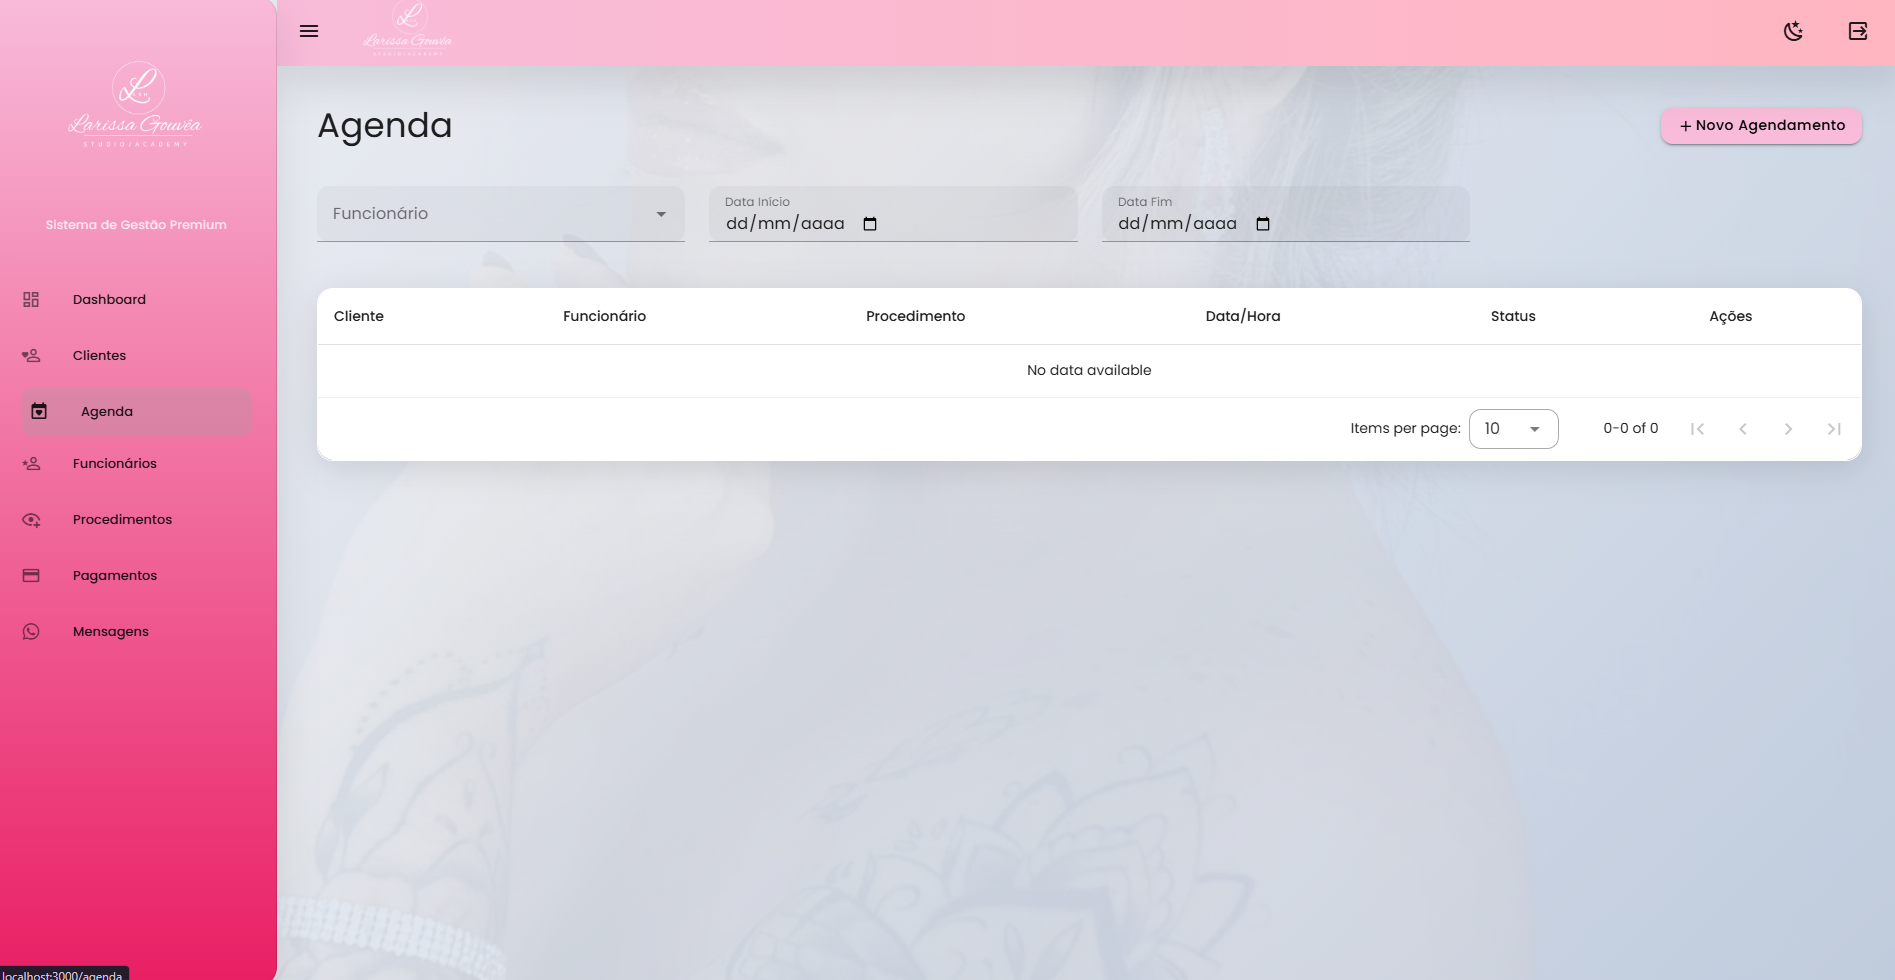 Larissa Gouvêa
L
Larissa Gouvêa
STUDIO/ACADEMY
Sistema de Gestão Premium
Dashboard
Clientes
Agenda
Funcionários
Procedimentos
Pagamentos
Mensagens
localhost:3000/agenda
Agenda
+ Novo Agendamento
Funcionário
Data Início
dd/mm/aaaa
Data Fim
dd/mm/aaaa
Cliente Funcionário Procedimento Data/Hora Status Ações
No data available
Items per page: 10 0-0 of 0